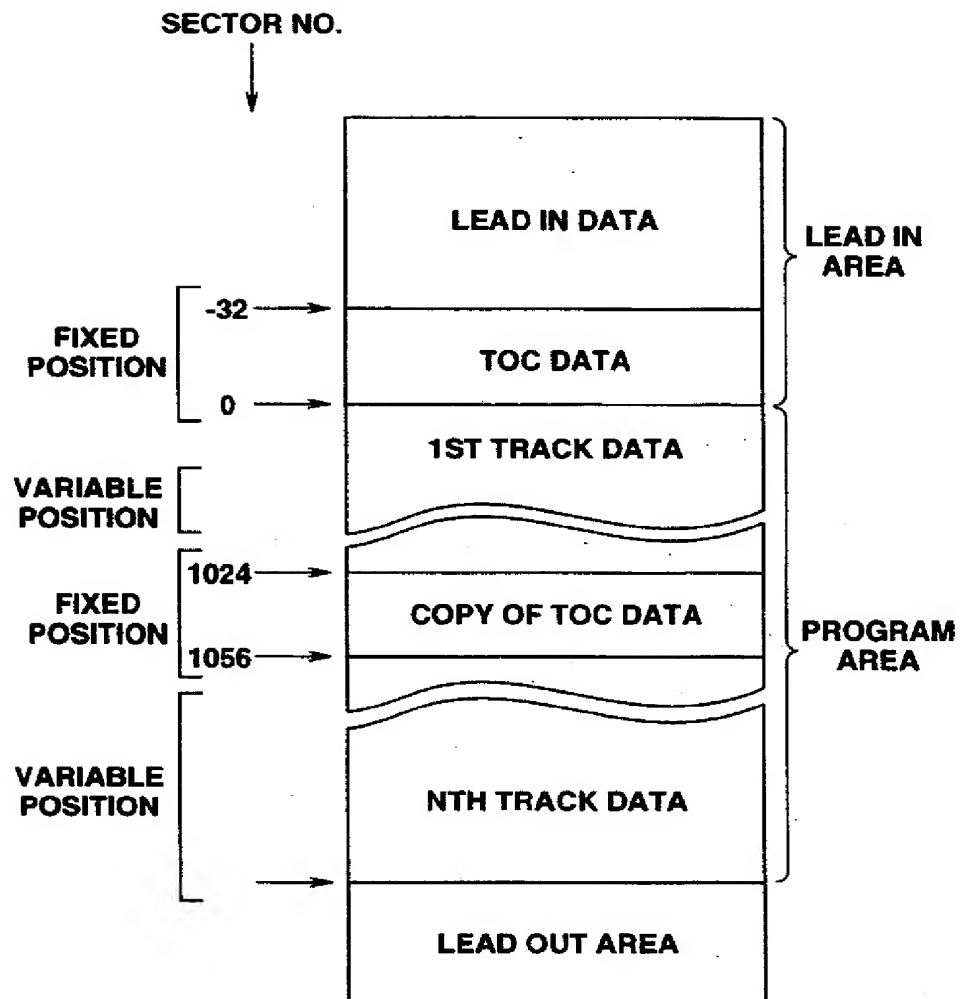 SECTOR NO.
LEAD IN DATA
LEAD IN
AREA
-32
FIXED
POSITION
TOC DATA
0
1ST TRACK DATA
VARIABLE
POSITION
1024
FIXED
POSITION
COPY OF TOC DATA
PROGRAM
AREA
1056
VARIABLE
POSITION
NTH TRACK DATA
LEAD OUT AREA